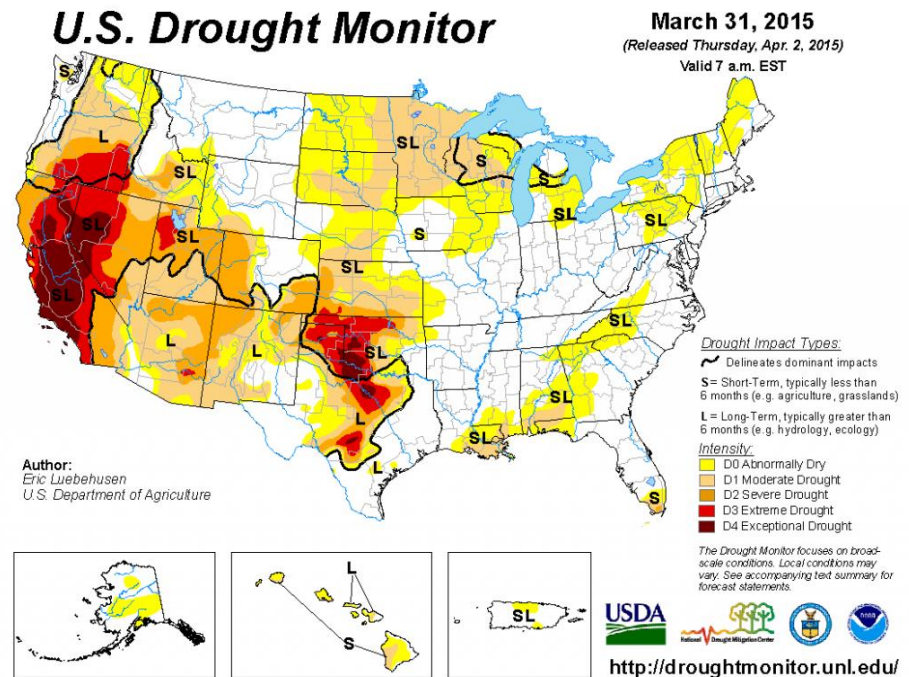 U.S. Drought Monitor
March 31, 2015
(Released Thursday, Apr. 2, 2015)
Valid 7 a.m. EST
S
L
SL
SL
SL
SL
SL
S
S
SL
S
SL
SL
L
L
SL
SL
L
L
SL
SL
S
Drought Impact Types:
Delineates dominant impacts
S = Short-Term, typically less than
6 months (e.g. agriculture, grasslands)
L = Long-Term, typically greater than
6 months (e.g. hydrology, ecology)
Intensity:
D0 Abnormally Dry
D1 Moderate Drought
D2 Severe Drought
D3 Extreme Drought
D4 Exceptional Drought
Author:
Eric Luebehusen
U.S. Department of Agriculture
The Drought Monitor focuses on broad-
scale conditions. Local conditions may
vary. See accompanying text summary for
forecast statements.
L
S
SL
USDA
National Drought Mitigation Center
http://droughtmonitor.unl.edu/